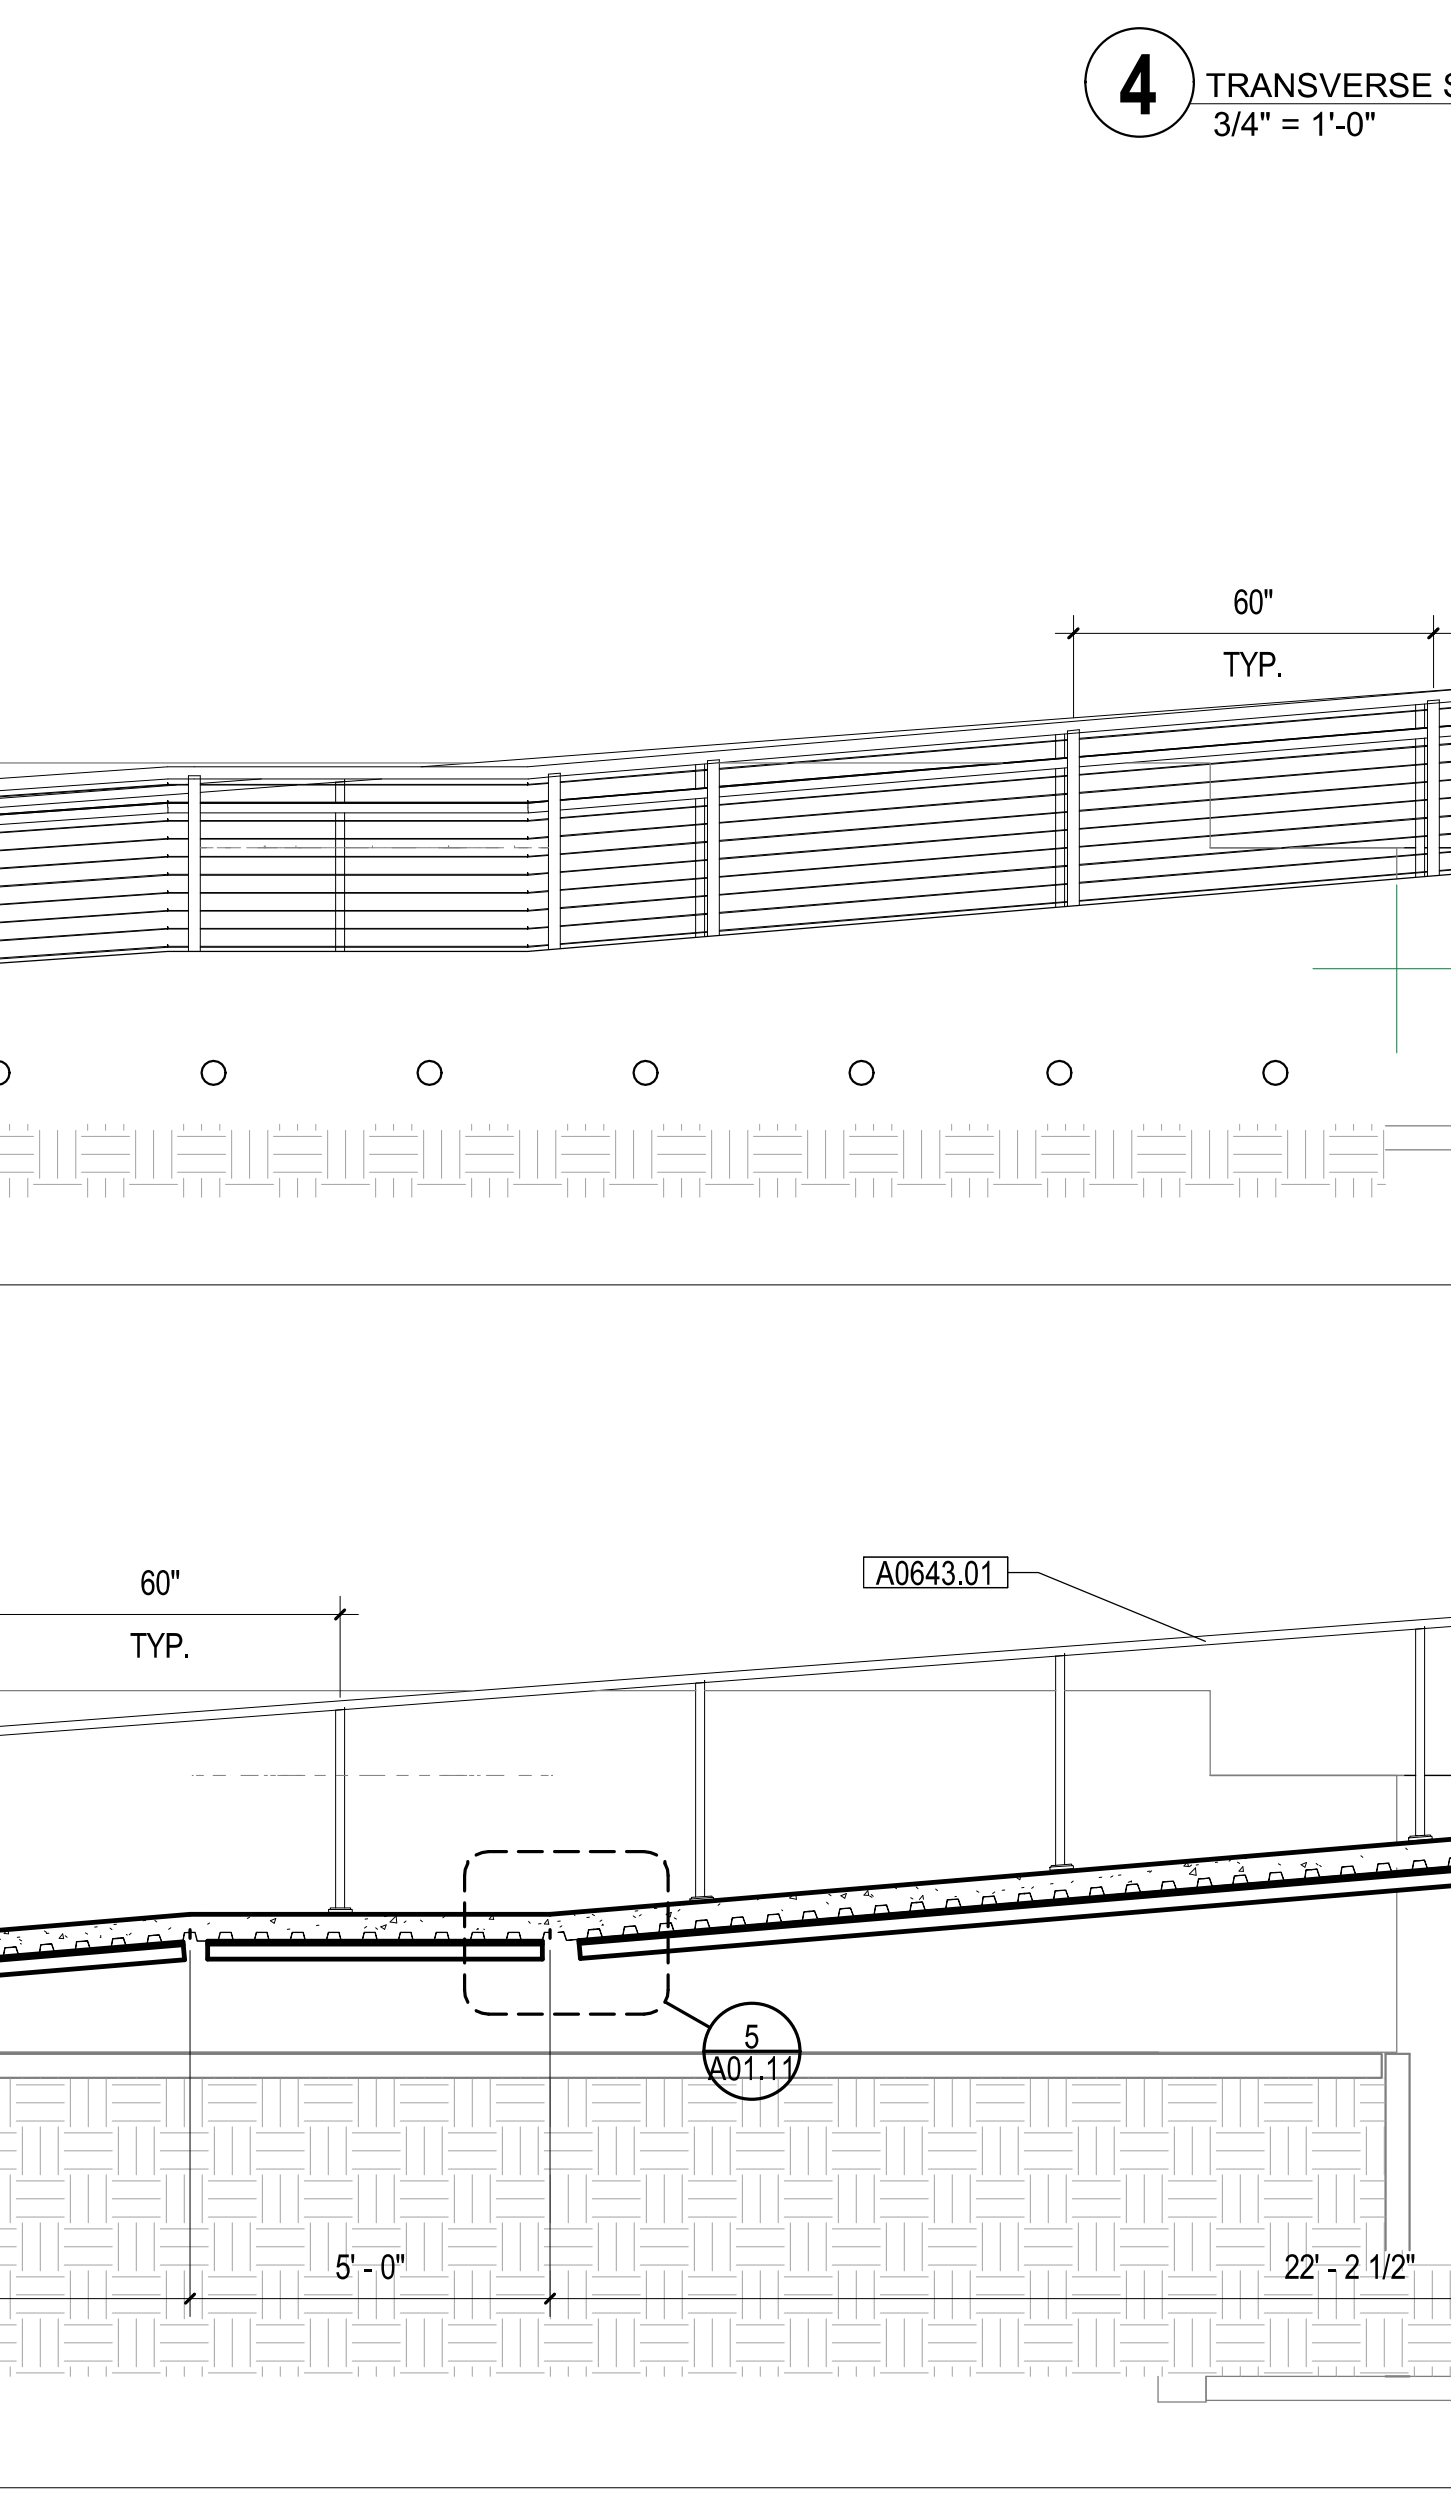 4
TRANSVERSE S
3/4" = 1'-0"
60"
TYP.
60"
TYP.
A0643.01
5
A01.11
5' - 0"
22' - 2 1/2"